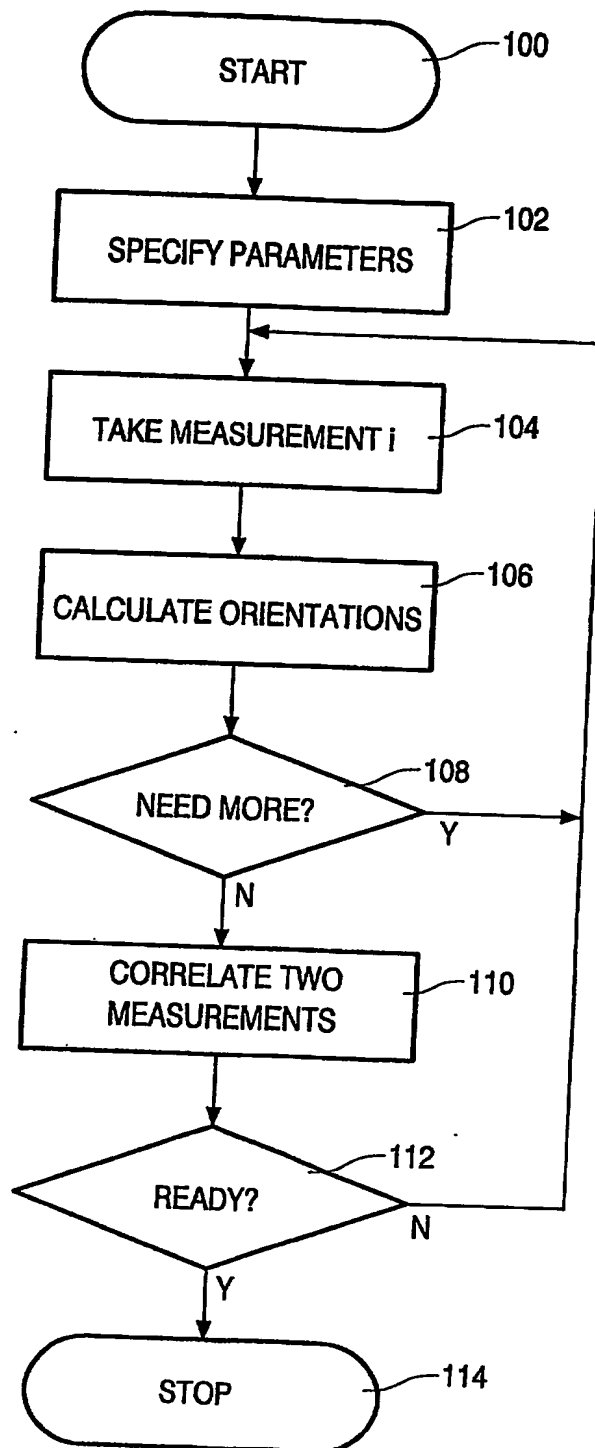 START
100
SPECIFY PARAMETERS
102
TAKE MEASUREMENT i
104
CALCULATE ORIENTATIONS
106
NEED MORE?
108
Y
N
CORRELATE TWO
MEASUREMENTS
110
READY?
112
N
Y
STOP
114